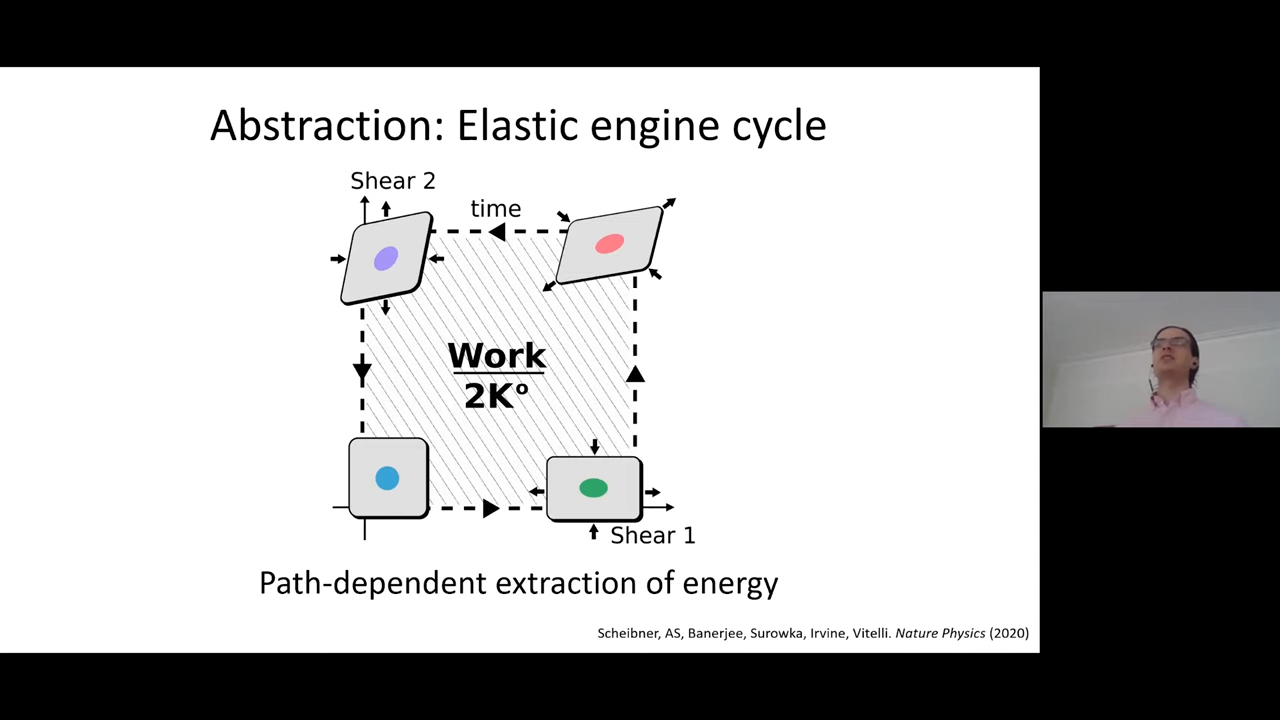 Abstraction: Elastic engine cycle
Shear 2
time
Work
2Kº
Shear 1
Path-dependent extraction of energy
Scheibner, AS, Banerjee, Surowka, Irvine, Vitelli. Nature Physics (2020)